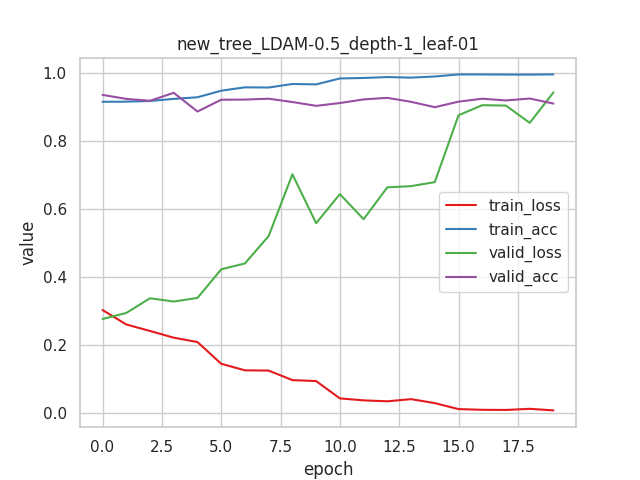 new_tree_LDAM-0.5_depth-1_leaf-01
1.0
0.8
0.6
0.4
0.2
0.0
value
train_loss
train_acc
valid_loss
valid_acc
0.0 2.5 5.0 7.5 10.0 12.5 15.0 17.5
epoch